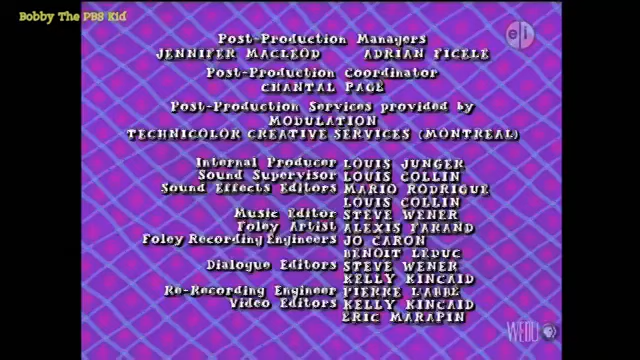 Bobby The PBS Kid
Post-Production Managers
JENNIFER MACLEOD ADRIAN FICELE
Post-Production Coordinator
CHANTAL PAGÉ
Post-Production Services provided by
MODULATION
TECHNICOLOR CREATIVE SERVICES (MONTREAL)
Internal Producer LOUIS JUNGER
Sound Supervisor LOUIS COLLIN
Sound Effects Editors MARIO RODRIGUE
LOUIS COLLIN
Music Editor STEVE WENER
Foley Artist ALEXIS FARAND
Foley Recording Engineers JO CARON
BENOIT LEDUC
Dialogue Editors STEVE WENER
KELLY KINCAID
Re-Recording Engineer PIERRE L'ABBÉ
Video Editors KELLY KINCAID
ERIC MARAPIN
ei
WEDU